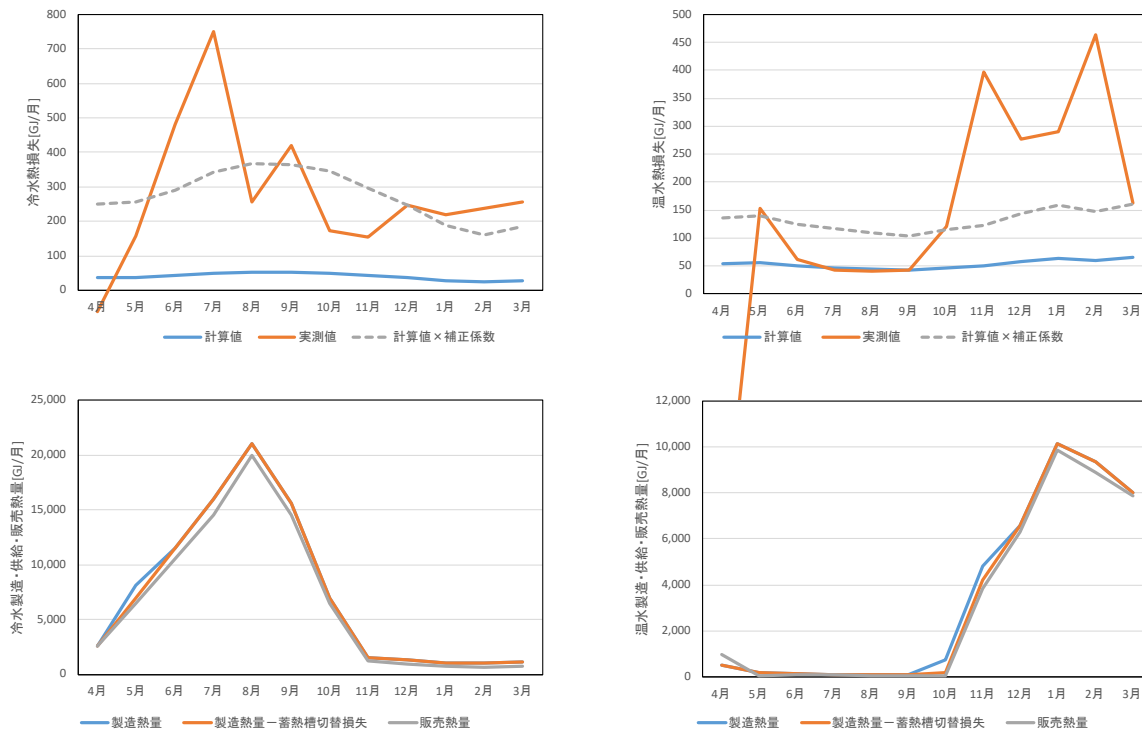 800
700
600
500
400
300
200
100
0
冷水熱損失[GJ/月]
4月 5月 6月 7月 8月 9月 10月 11月 12月 1月 2月 3月
計算値 実測値 計算値×補正係数
500
450
400
350
300
250
200
150
100
50
0
温水熱損失[GJ/月]
4月 5月 6月 7月 8月 9月 10月 11月 12月 1月 2月 3月
計算値 実測値 計算値×補正係数
25,000
20,000
15,000
10,000
5,000
0
冷水製造・供給・販売熱量[GJ/月]
4月 5月 6月 7月 8月 9月 10月 11月 12月 1月 2月 3月
製造熱量 製造熱量ー蓄熱槽切替損失 販売熱量
12,000
10,000
8,000
6,000
4,000
2,000
0
温水製造・供給・販売熱量[GJ/月]
4月 5月 6月 7月 8月 9月 10月 11月 12月 1月 2月 3月
製造熱量 製造熱量ー蓄熱槽切替損失 販売熱量